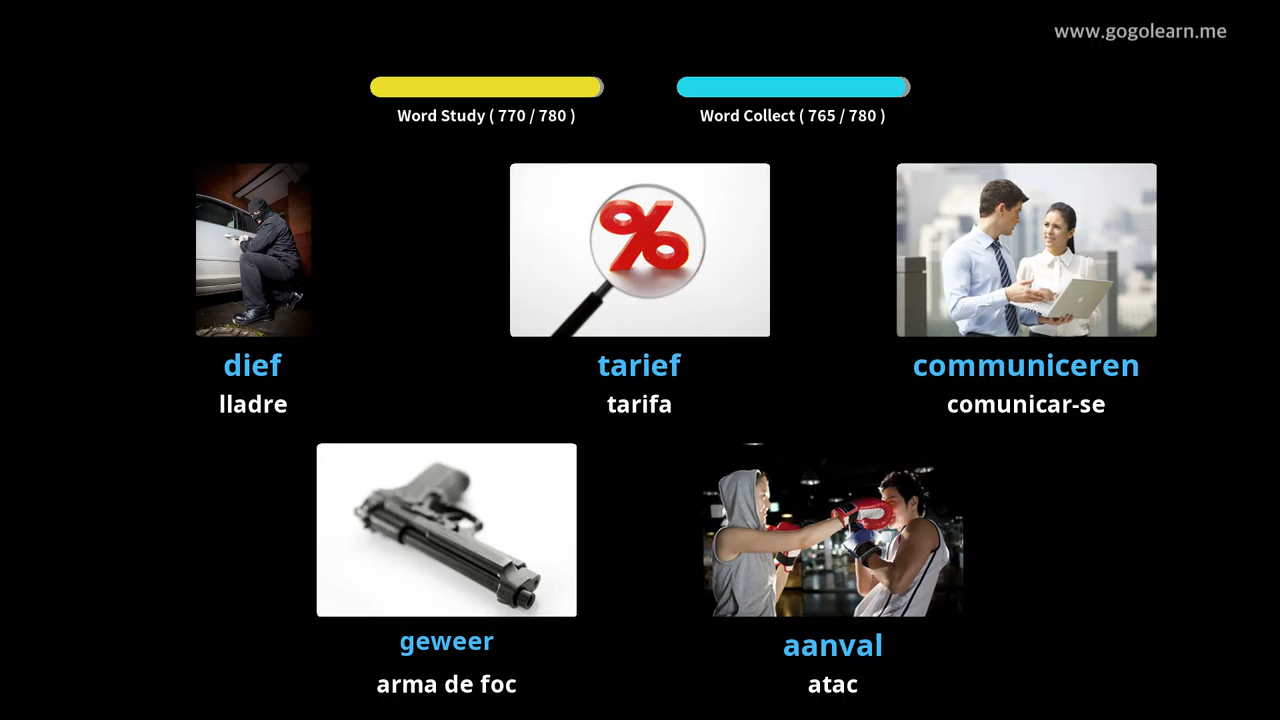 www.gogolearn.me
Word Study ( 770 / 780 )
Word Collect ( 765 / 780 )
dief
lladre
tarief
tarifa
communiceren
comunicar-se
geweer
arma de foc
aanval
atac